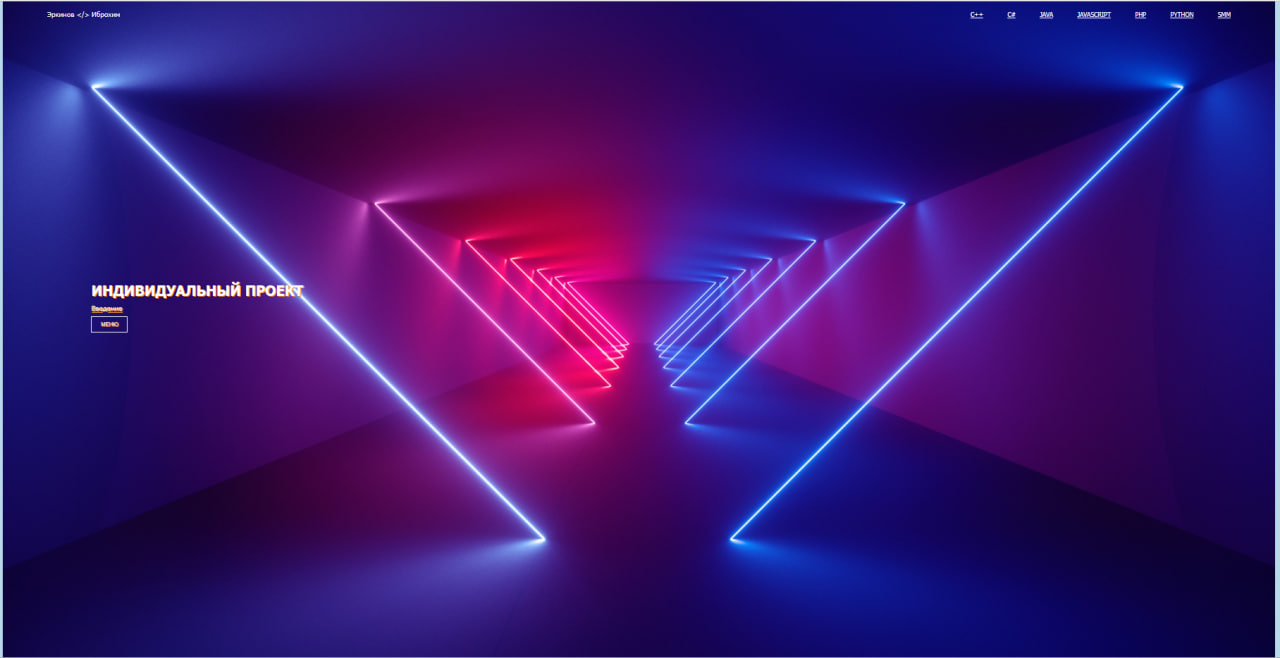 Эркинов </> Иброхим
C++ C# JAVA JAVASCRIPT PHP PYTHON SMM
ИНДИВИДУАЛЬНЫЙ ПРОЕКТ
Введение
МЕНЮ